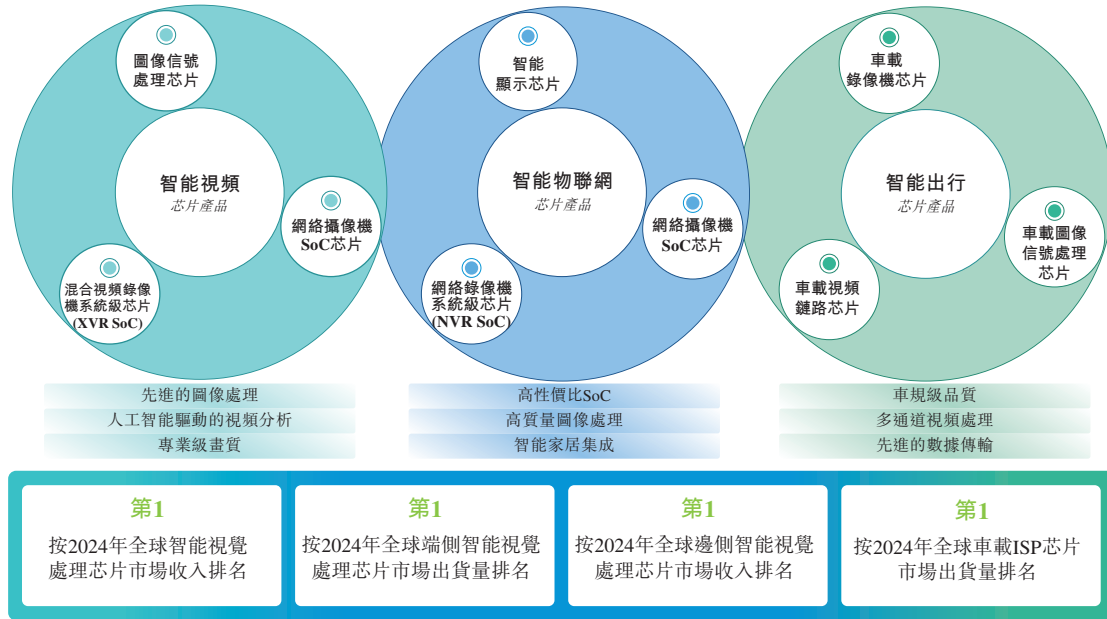 圖像信號
處理芯片
智能視頻
芯片產品
網絡攝像機
SoC芯片
混合視頻錄像
機系統級芯片
(XVR SoC)
智能
顯示芯片
智能物聯網
芯片產品
網絡攝像機
SoC芯片
網絡錄像機
系統級芯片
(NVR SoC)
車載
錄像機芯片
智能出行
芯片產品
車載圖像
信號處理
芯片
車載視頻
鏈路芯片
先進的圖像處理
人工智能驅動的視頻分析
專業級畫質
高性價比SoC
高質量圖像處理
智能家居集成
車規級品質
多通道視頻處理
先進的數據傳輸
第1
按2024年全球智能視覺
處理芯片市場收入排名
第1
按2024年全球端側智能視覺
處理芯片市場出貨量排名
第1
按2024年全球邊側智能視覺
處理芯片市場收入排名
第1
按2024年全球車載ISP芯片
市場出貨量排名